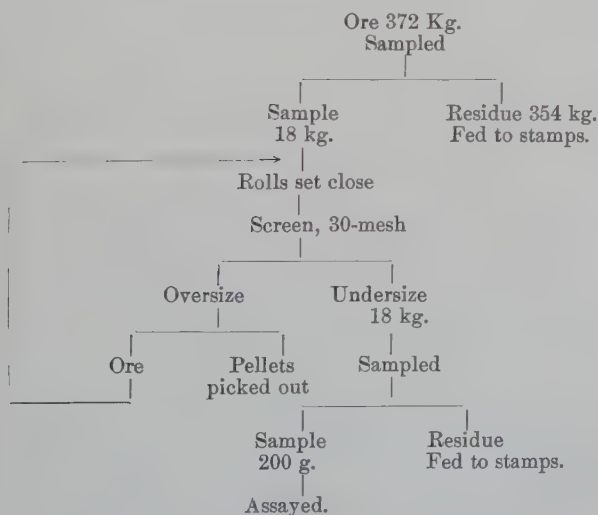 Ore 372 Kg.
Sampled
Sample
18 kg.
Residue 354 kg.
Fed to stamps.
Rolls set close
Screen, 30-mesh
Oversize
Undersize
18 kg.
Ore
Pellets
picked out
Sampled
Sample
200 g.
Residue
Fed to stamps.
Assayed.